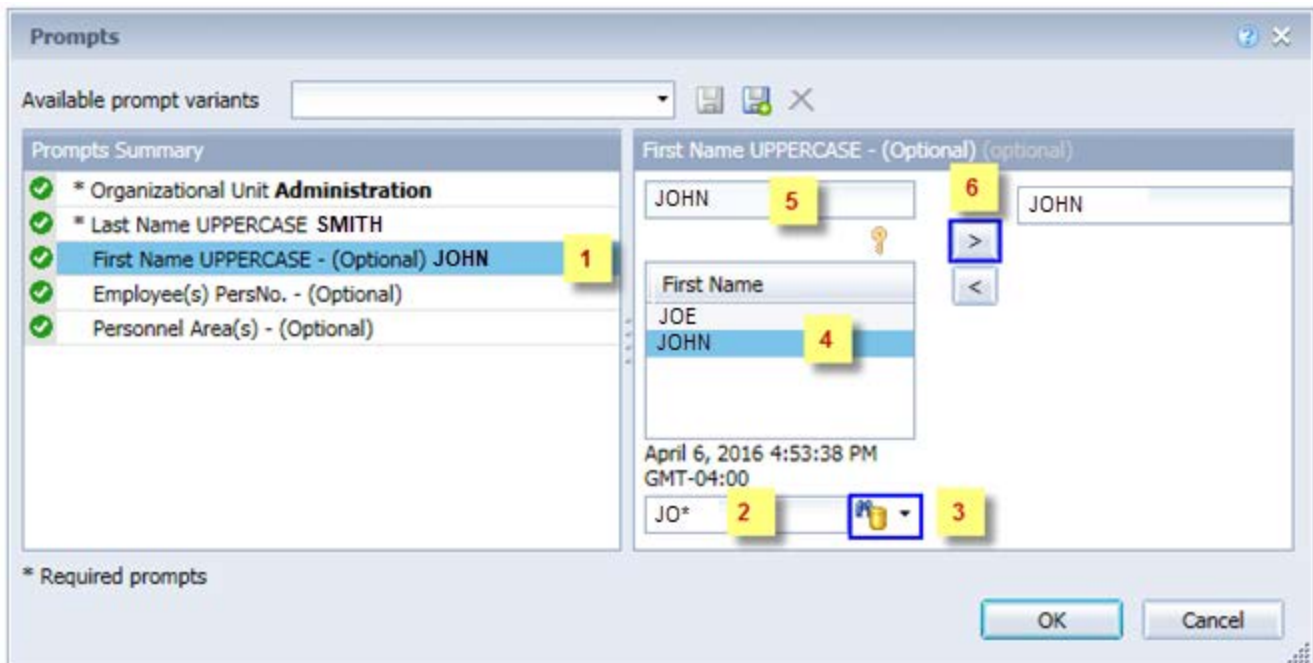 Prompts
Available prompt variants
Prompts Summary
* Organizational Unit Administration
* Last Name UPPERCASE SMITH
First Name UPPERCASE - (Optional) JOHN 1
Employee(s) PersNo. - (Optional)
Personnel Area(s) - (Optional)
First Name UPPERCASE - (Optional) (optional)
JOHN 5
6
>
<
JOHN
First Name
JOE
JOHN 4
April 6, 2016 4:53:38 PM
GMT-04:00
JO* 2 3
* Required prompts
OK Cancel